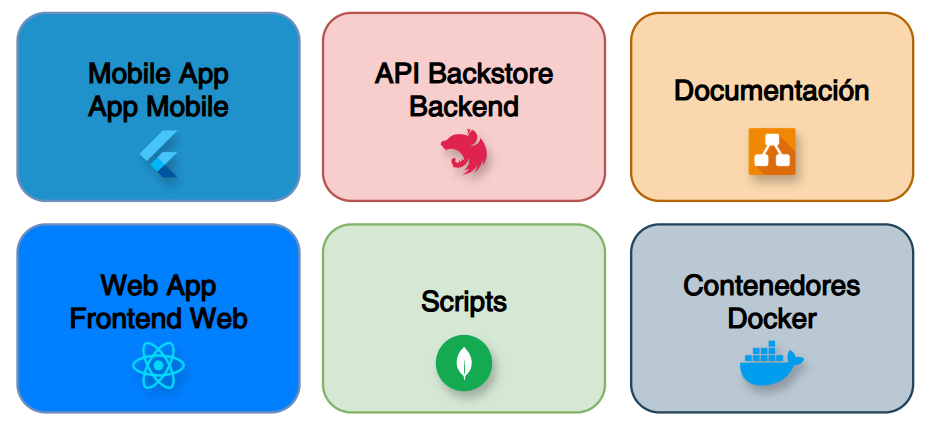 Mobile App
App Mobile
API Backstore
Backend
Documentación
Web App
Frontend Web
Scripts
Contenedores
Docker